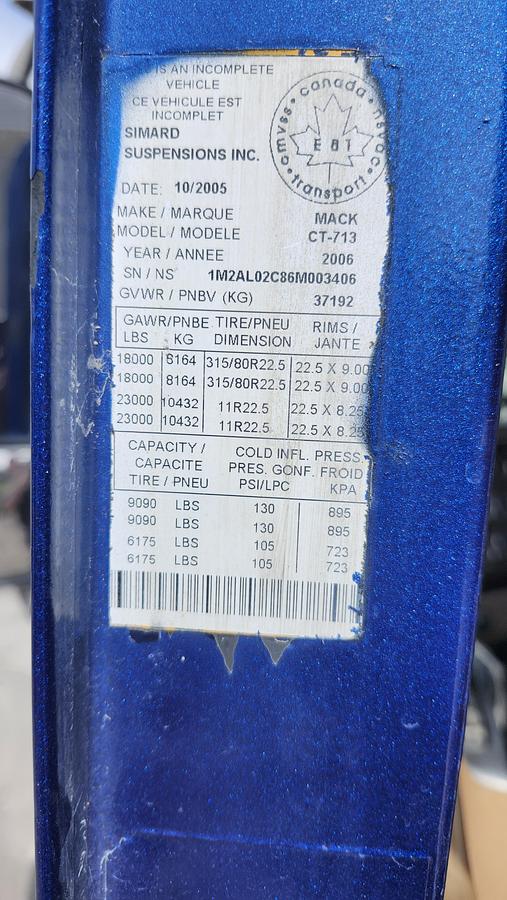 IS AN INCOMPLETE
VEHICLE
CE VEHICULE EST
INCOMPLET
SIMARD
SUSPENSIONS INC.
canada • nsvac • transport • cmvss •
E 8 T
DATE: 10/2005
MAKE / MARQUE MACK
MODEL / MODELE CT-713
YEAR / ANNEE 2006
SN / NS 1M2AL02C86M003406
GVWR / PNBV (KG) 37192
GAWR/PNBE TIRE/PNEU RIMS /
LBS KG DIMENSION JANTE
18000 8164 315/80R22.5 22.5 X 9.00
18000 8164 315/80R22.5 22.5 X 9.00
23000 10432 11R22.5 22.5 X 8.25
23000 10432 11R22.5 22.5 X 8.25
CAPACITY / COLD INFL. PRESS.
CAPACITE PRES. GONF. FROID
TIRE / PNEU PSI/LPC KPA
9090 LBS 130 895
9090 LBS 130 895
6175 LBS 105 723
6175 LBS 105 723